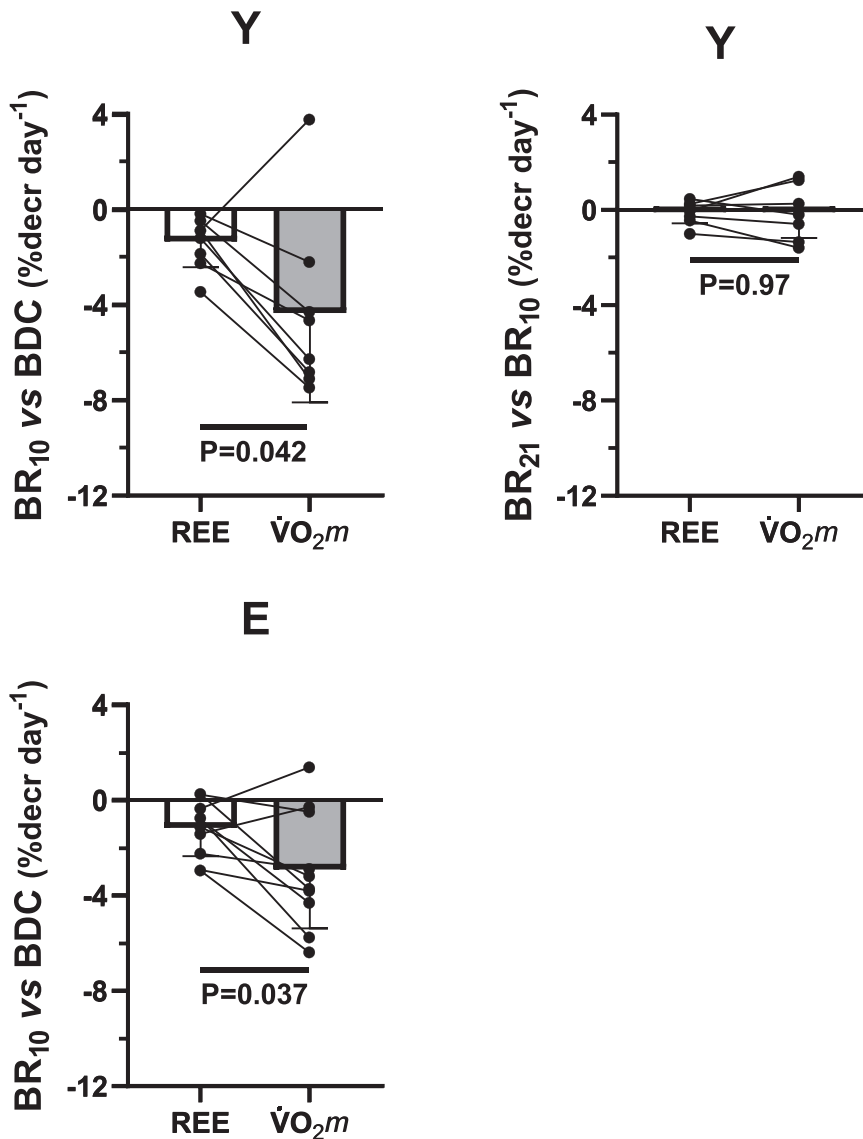 Y
BR10 vs BDC (%decr day-1)
4
0
-4
-8
-12
P=0.042
REE V̇O2m
Y
BR21 vs BR10 (%decr day-1)
4
0
-4
-8
-12
P=0.97
REE V̇O2m
E
BR10 vs BDC (%decr day-1)
4
0
-4
-8
-12
P=0.037
REE V̇O2m